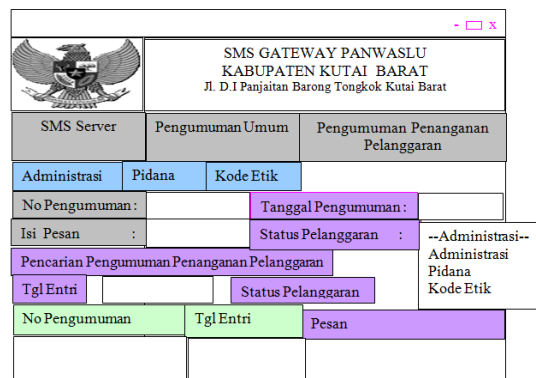 - x
SMS GATEWAY PANWASLU
KABUPATEN KUTAI BARAT
Jl. D.I Panjaitan Barong Tongkok Kutai Barat
SMS Server
Pengumuman Umum
Pengumuman Penanganan
Pelanggaran
Administrasi
Pidana
Kode Etik
No Pengumuman :
Tanggal Pengumuman :
Isi Pesan :
Status Pelanggaran :
--Administrasi--
Administrasi
Pidana
Kode Etik
Pencarian Pengumuman Penanganan Pelanggaran
Tgl Entri
Status Pelanggaran
No Pengumuman
Tgl Entri
Pesan